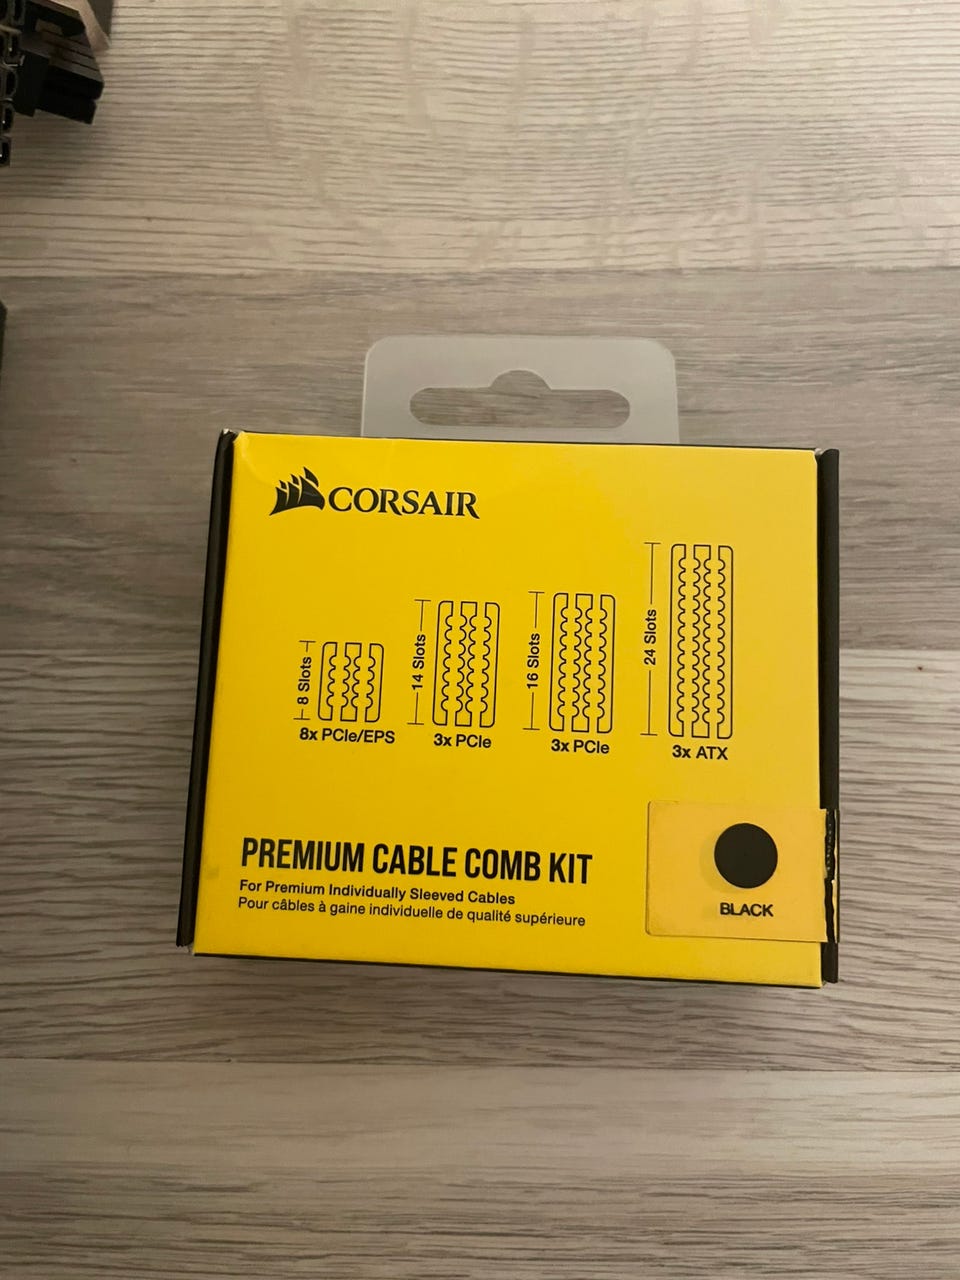 CORSAIR
8 Slots
14 Slots
16 Slots
24 Slots
8x PCIe/EPS
3x PCIe
3x PCIe
3x ATX
PREMIUM CABLE COMB KIT
For Premium Individually Sleeved Cables
Pour câbles à gaine individuelle de qualité supérieure
BLACK